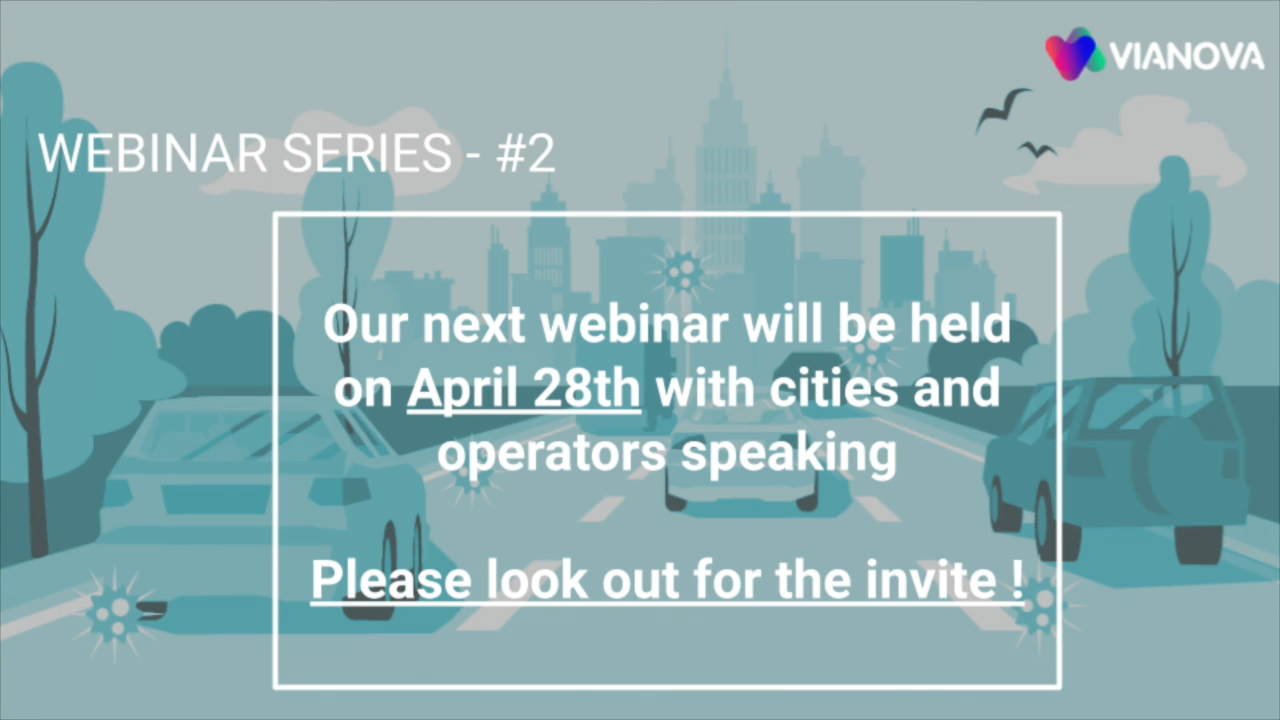 VIANOVA
WEBINAR SERIES - #2
Our next webinar will be held
on April 28th with cities and
operators speaking
Please look out for the invite !